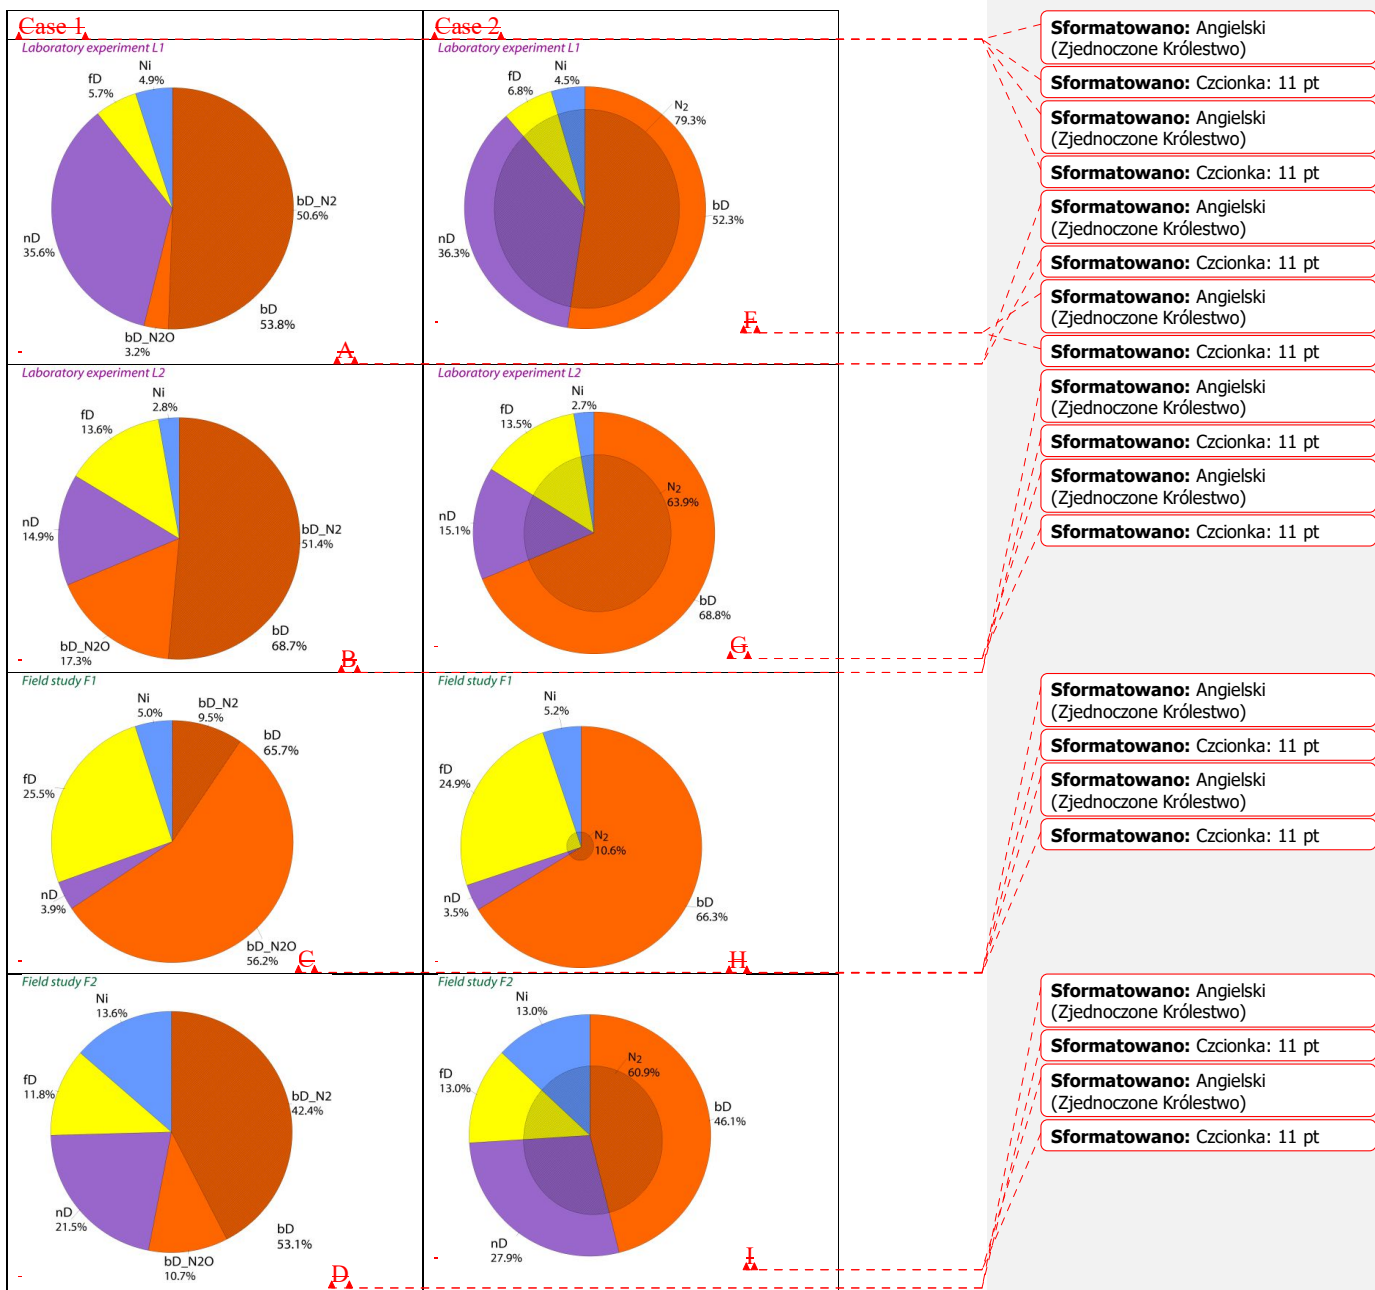 Case 1
Case 2
Laboratory experiment L1
Ni
4.9%
fD
5.7%
bD_N2
50.6%
nD
35.6%
bD
53.8%
bD_N2O
3.2%
A
Laboratory experiment L1
Ni
4.5%
fD
6.8%
N2
79.3%
bD
52.3%
nD
36.3%
F
Laboratory experiment L2
Ni
2.8%
fD
13.6%
nD
14.9%
bD_N2
51.4%
bD
68.7%
bD_N2O
17.3%
B
Laboratory experiment L2
Ni
2.7%
fD
13.5%
N2
63.9%
nD
15.1%
bD
68.8%
G
Field study F1
Ni
5.0%
bD_N2
9.5%
bD
65.7%
fD
25.5%
nD
3.9%
bD_N2O
56.2%
C
Field study F1
Ni
5.2%
fD
24.9%
N2
10.6%
nD
3.5%
bD
66.3%
H
Field study F2
Ni
13.6%
fD
11.8%
bD_N2
42.4%
nD
21.5%
bD
53.1%
bD_N2O
10.7%
D
Field study F2
Ni
13.0%
N2
60.9%
fD
13.0%
bD
46.1%
nD
27.9%
I
Sformatowano: Angielski
(Zjednoczone Królestwo)
Sformatowano: Czcionka: 11 pt
Sformatowano: Angielski
(Zjednoczone Królestwo)
Sformatowano: Czcionka: 11 pt
Sformatowano: Angielski
(Zjednoczone Królestwo)
Sformatowano: Czcionka: 11 pt
Sformatowano: Angielski
(Zjednoczone Królestwo)
Sformatowano: Czcionka: 11 pt
Sformatowano: Angielski
(Zjednoczone Królestwo)
Sformatowano: Czcionka: 11 pt
Sformatowano: Angielski
(Zjednoczone Królestwo)
Sformatowano: Czcionka: 11 pt
Sformatowano: Angielski
(Zjednoczone Królestwo)
Sformatowano: Czcionka: 11 pt
Sformatowano: Angielski
(Zjednoczone Królestwo)
Sformatowano: Czcionka: 11 pt
Sformatowano: Angielski
(Zjednoczone Królestwo)
Sformatowano: Czcionka: 11 pt
Sformatowano: Angielski
(Zjednoczone Królestwo)
Sformatowano: Czcionka: 11 pt